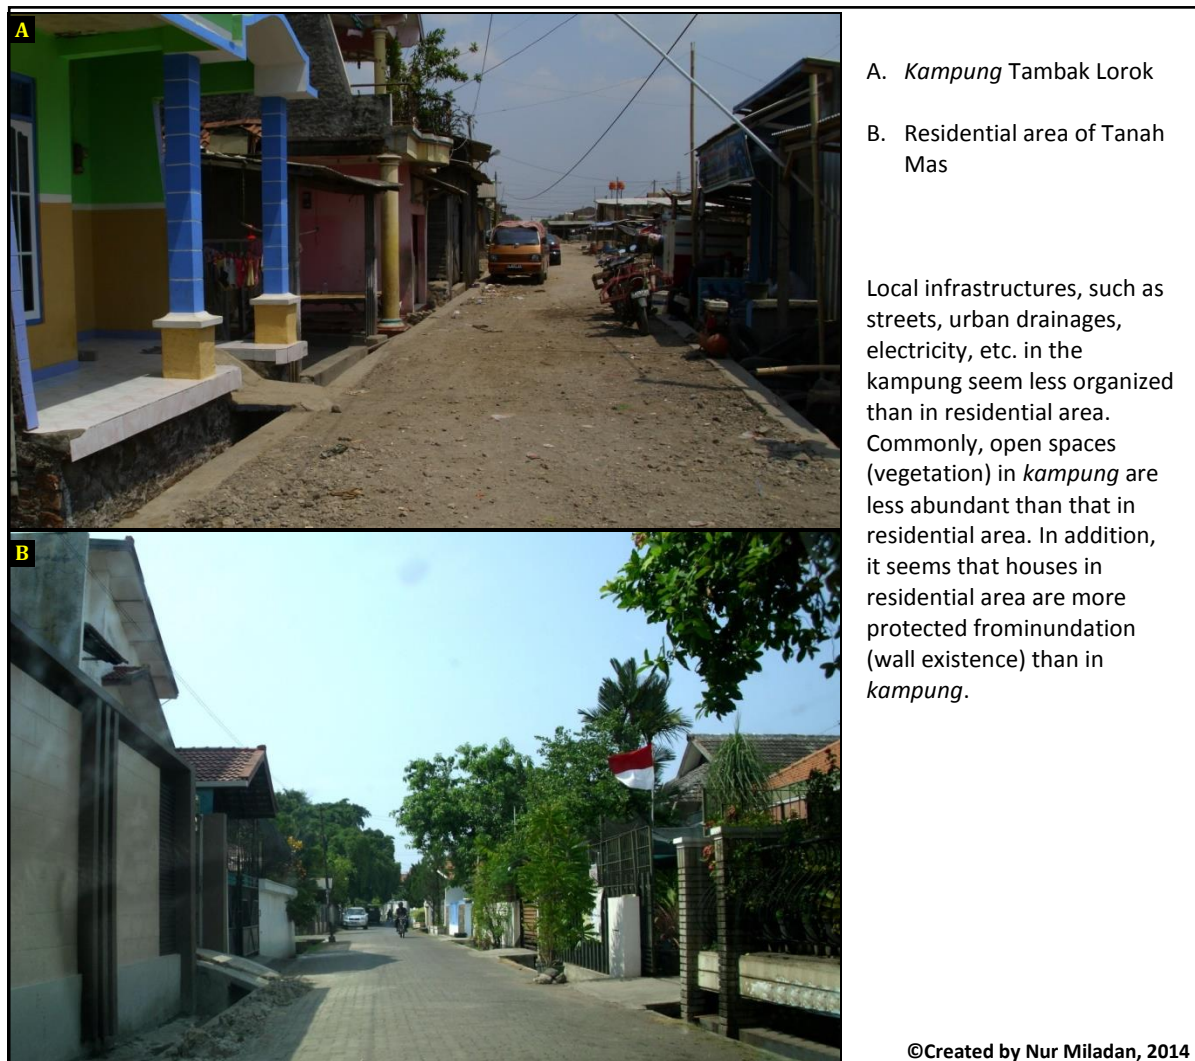 A
A. Kampung Tambak Lorok
B. Residential area of Tanah
Mas
Local infrastructures, such as
streets, urban drainages,
electricity, etc. in the
kampung seem less organized
than in residential area.
Commonly, open spaces
(vegetation) in kampung are
less abundant than that in
residential area. In addition,
it seems that houses in
residential area are more
protected frominundation
(wall existence) than in
kampung.
B
©Created by Nur Miladan, 2014